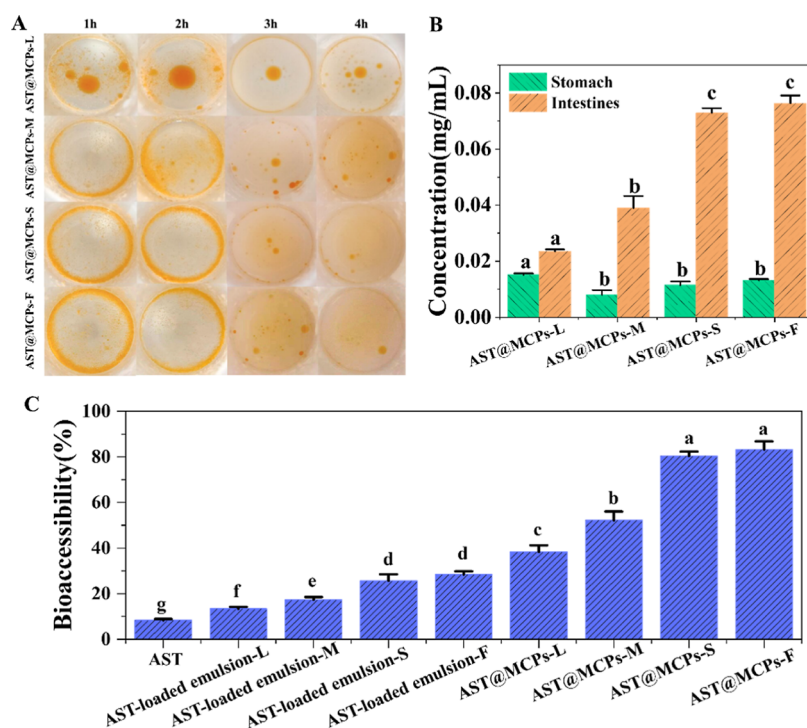 A
1h 2h 3h 4h
AST@MCPs-L
AST@MCPs-M
AST@MCPs-S
AST@MCPs-F
B
Concentration(mg/mL)
Stomach
Intestines
0.08
0.06
0.04
0.02
0.00
a a b b b c b c
AST@MCPs-L AST@MCPs-M AST@MCPs-S AST@MCPs-F
C
Bioaccessibility(%)
100
80
60
40
20
0
g f e d d c b a a
AST AST-loaded emulsion-L AST-loaded emulsion-M AST-loaded emulsion-S AST-loaded emulsion-F AST@MCPs-L AST@MCPs-M AST@MCPs-S AST@MCPs-F